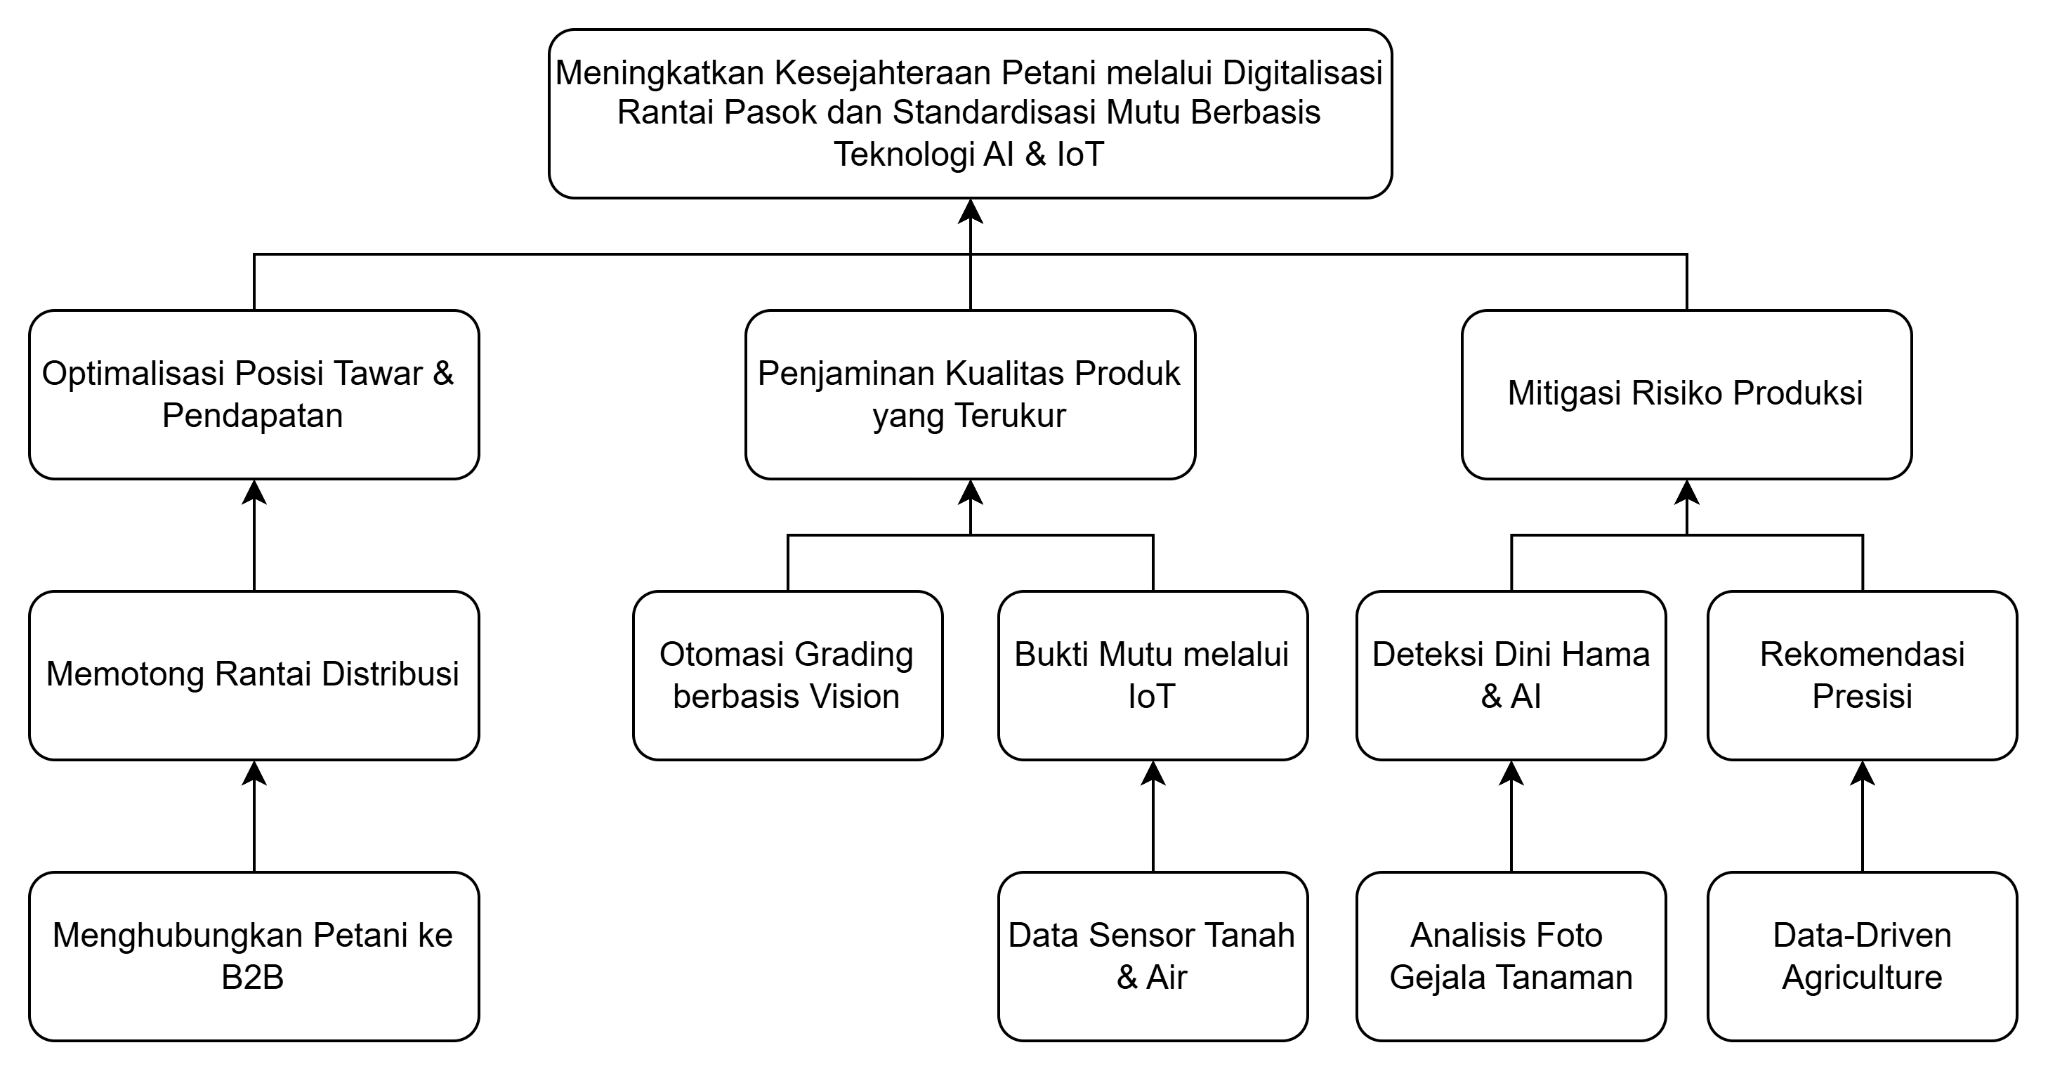 Meningkatkan Kesejahteraan Petani melalui Digitalisasi
Rantai Pasok dan Standardisasi Mutu Berbasis
Teknologi AI & IoT
Optimalisasi Posisi Tawar &
Pendapatan
Penjaminan Kualitas Produk
yang Terukur
Mitigasi Risiko Produksi
Memotong Rantai Distribusi
Otomasi Grading
berbasis Vision
Bukti Mutu melalui
IoT
Deteksi Dini Hama
& AI
Rekomendasi
Presisi
Menghubungkan Petani ke
B2B
Data Sensor Tanah
& Air
Analisis Foto
Gejala Tanaman
Data-Driven
Agriculture